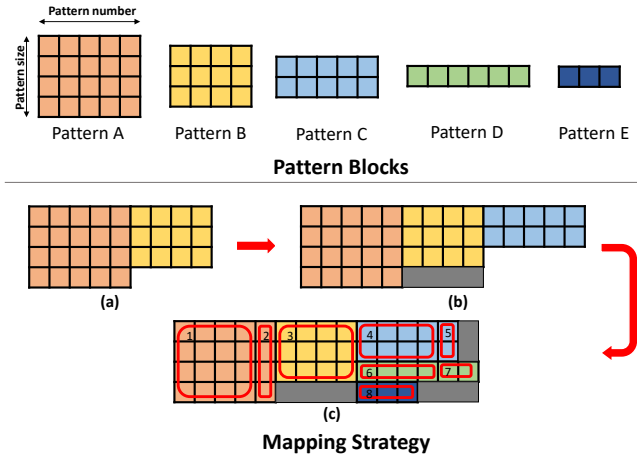 Pattern number
Pattern size
Pattern A
Pattern B
Pattern C
Pattern D
Pattern E
Pattern Blocks
(a)
(b)
1
2
3
4
5
6
7
8
(c)
Mapping Strategy